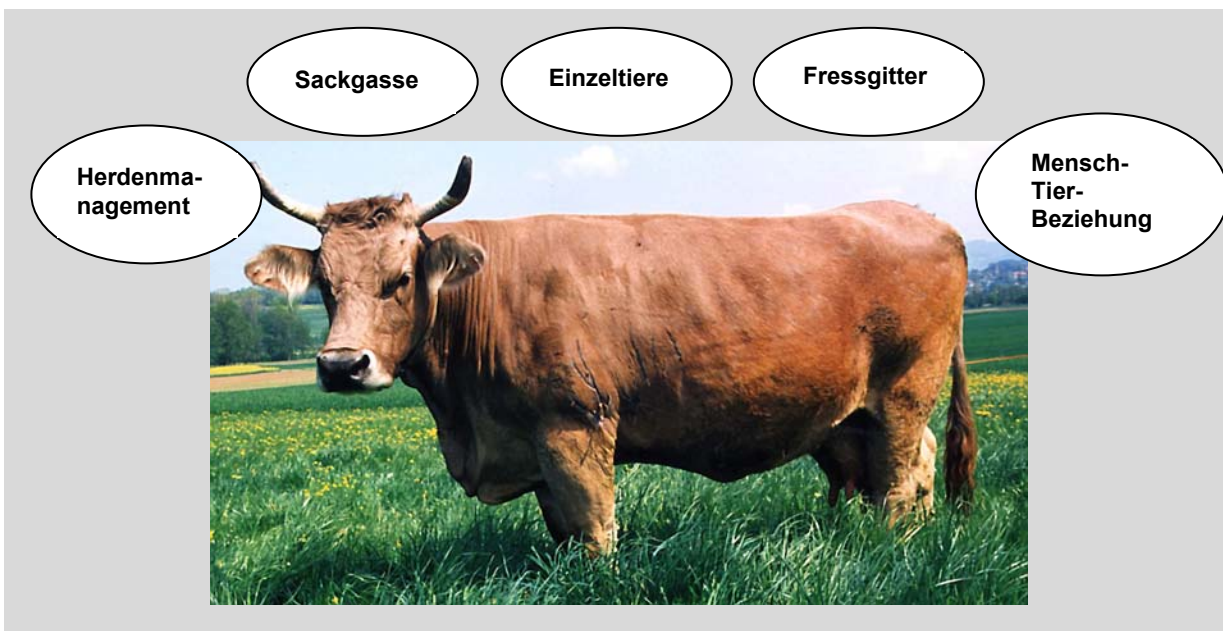 Sackgasse
Einzeltiere
Fressgitter
Herdenma-
nagement
Mensch-
Tier-
Beziehung